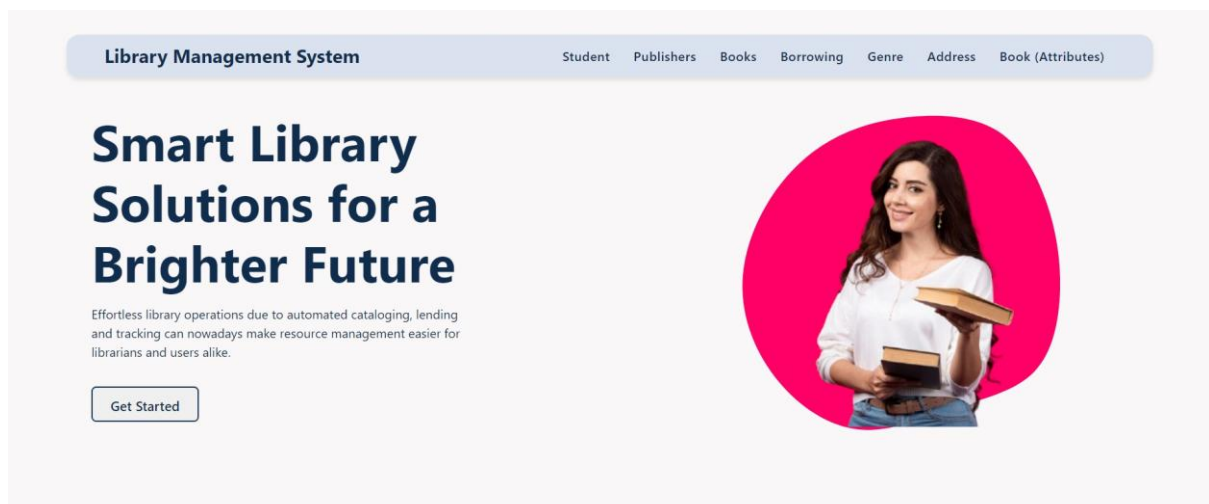 Library Management System
Student Publishers Books Borrowing Genre Address Book (Attributes)
Smart Library
Solutions for a
Brighter Future
Effortless library operations due to automated cataloging, lending
and tracking can nowadays make resource management easier for
librarians and users alike.
Get Started